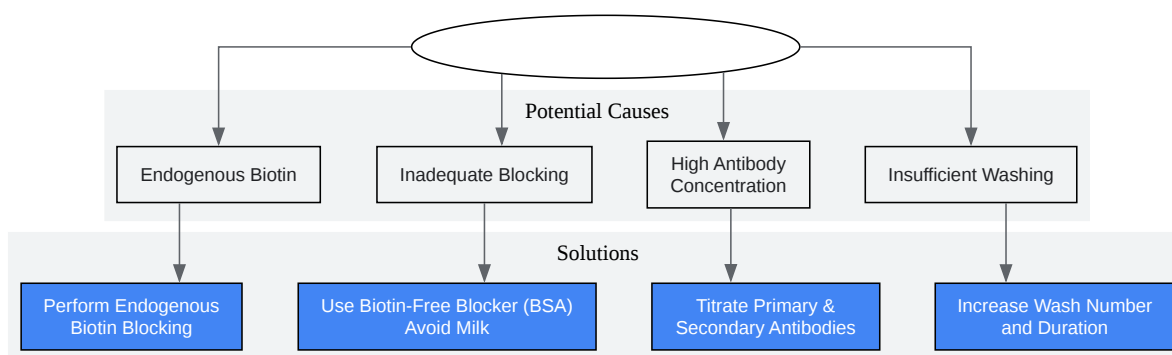 Potential Causes
Endogenous Biotin
Inadequate Blocking
High Antibody
Concentration
Insufficient Washing
Solutions
Perform Endogenous
Biotin Blocking
Use Biotin-Free Blocker (BSA)
Avoid Milk
Titrate Primary &
Secondary Antibodies
Increase Wash Number
and Duration